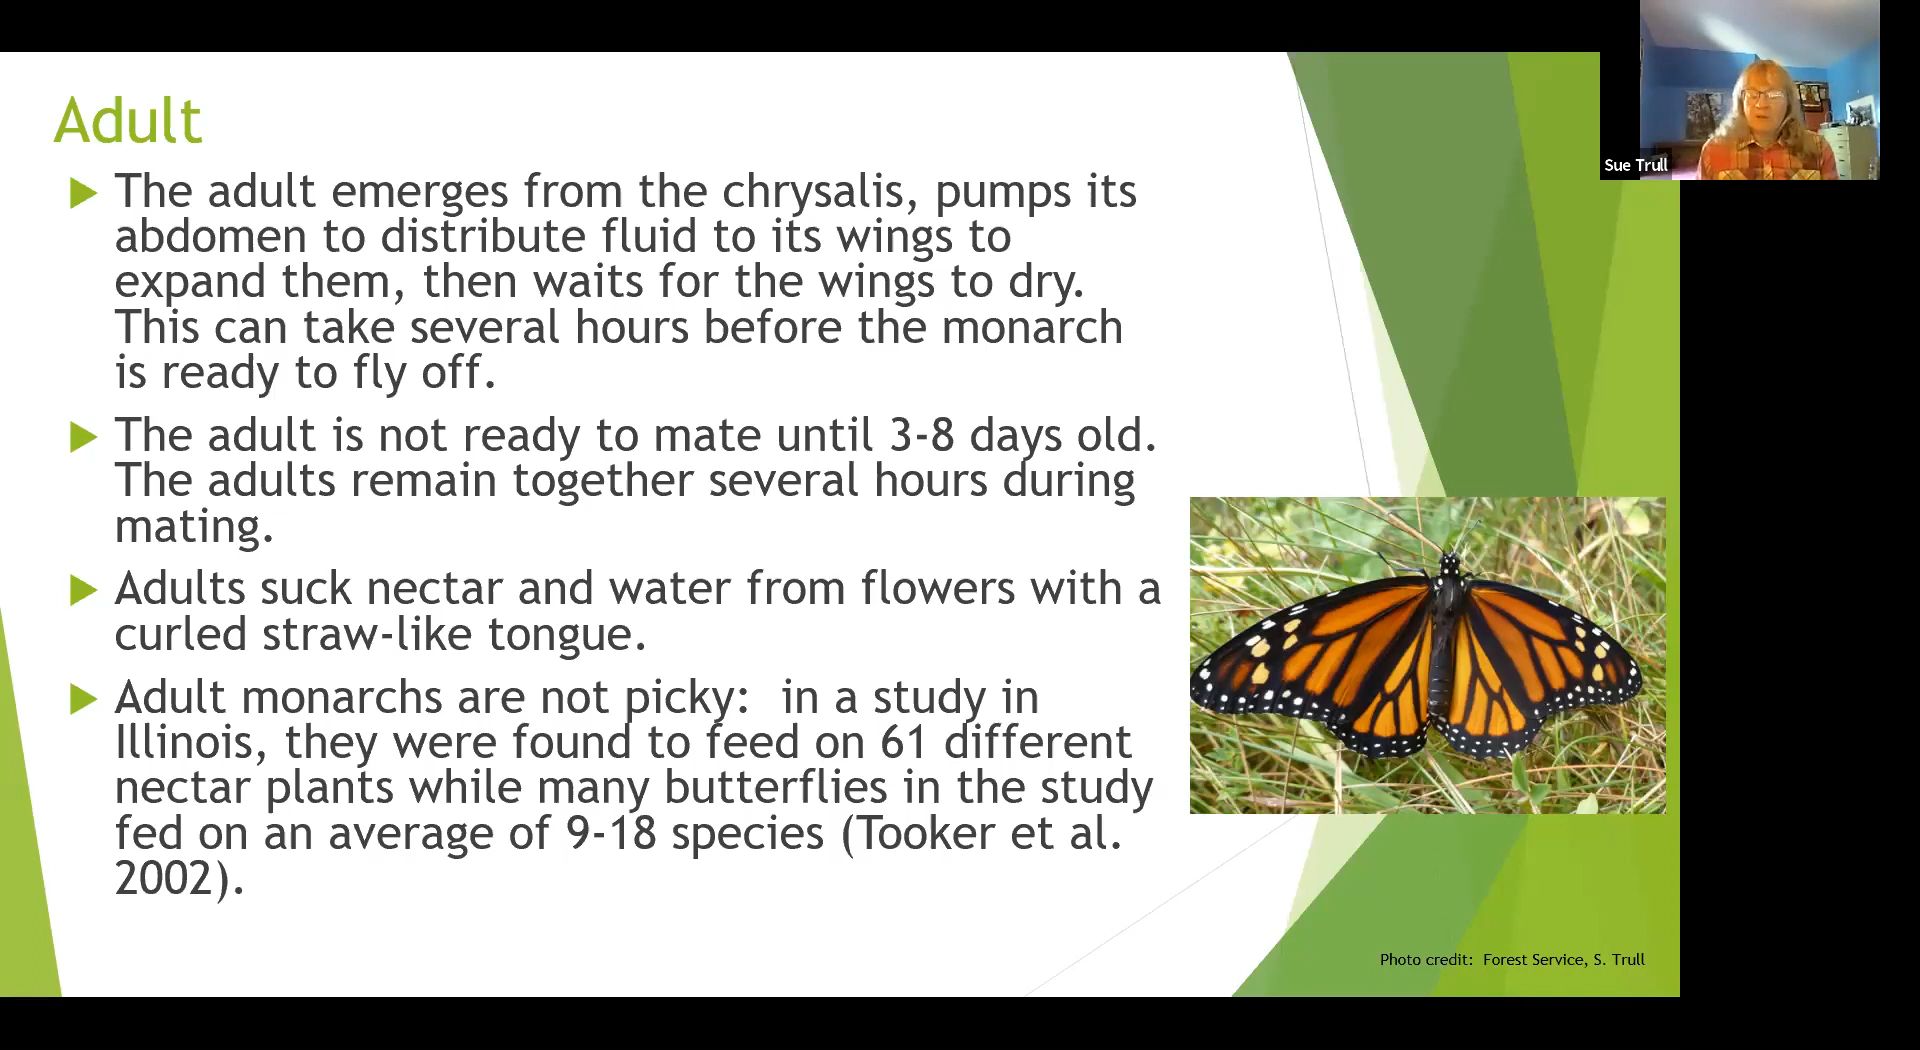 Adult
The adult emerges from the chrysalis, pumps its
abdomen to distribute fluid to its wings to
expand them, then waits for the wings to dry.
This can take several hours before the monarch
is ready to fly off.
The adult is not ready to mate until 3-8 days old.
The adults remain together several hours during
mating.
Adults suck nectar and water from flowers with a
curled straw-like tongue.
Adult monarchs are not picky:  in a study in
Illinois, they were found to feed on 61 different
nectar plants while many butterflies in the study
fed on an average of 9-18 species (Tooker et al.
2002).
Photo credit:  Forest Service, S. Trull
Sue Trull